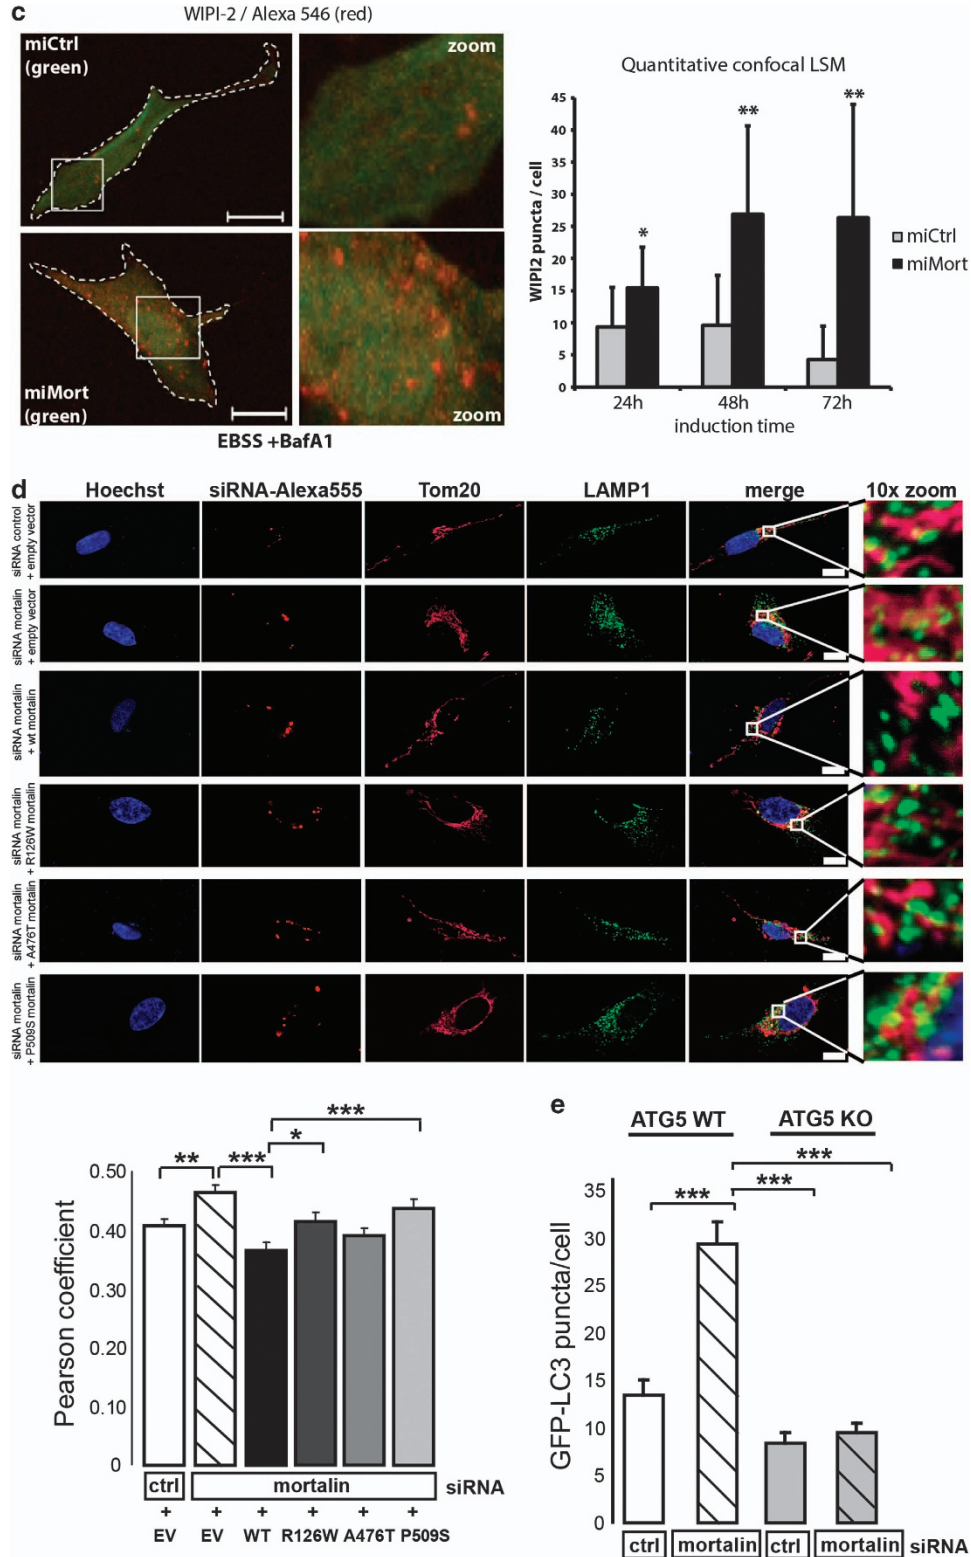 c
WIPI-2 / Alexa 546 (red)
miCtrl
(green)
zoom
miMort
(green)
zoom
EBSS +BafA1
Quantitative confocal LSM
WIPI2 puncta / cell
45
40
35
30
25
20
15
10
5
0
*
**
**
miCtrl
miMort
24h
48h
72h
induction time
d
Hoechst siRNA-Alexa555 Tom20 LAMP1 merge 10x zoom
siRNA control
+ empty vector
siRNA mortalin
+ empty vector
siRNA mortalin
+ wt mortalin
siRNA mortalin
+ R126W mortalin
siRNA mortalin
+ A476T mortalin
siRNA mortalin
+ P509S mortalin
Pearson coefficient
0.50
0.40
0.30
0.20
0.10
0
**
***
*
***
ctrl mortalin siRNA
+ + + + + +
EV EV WT R126W A476T P509S
e
ATG5 WT ATG5 KO
GFP-LC3 puncta/cell
35
30
25
20
15
10
5
0
***
***
***
ctrl mortalin ctrl mortalin siRNA